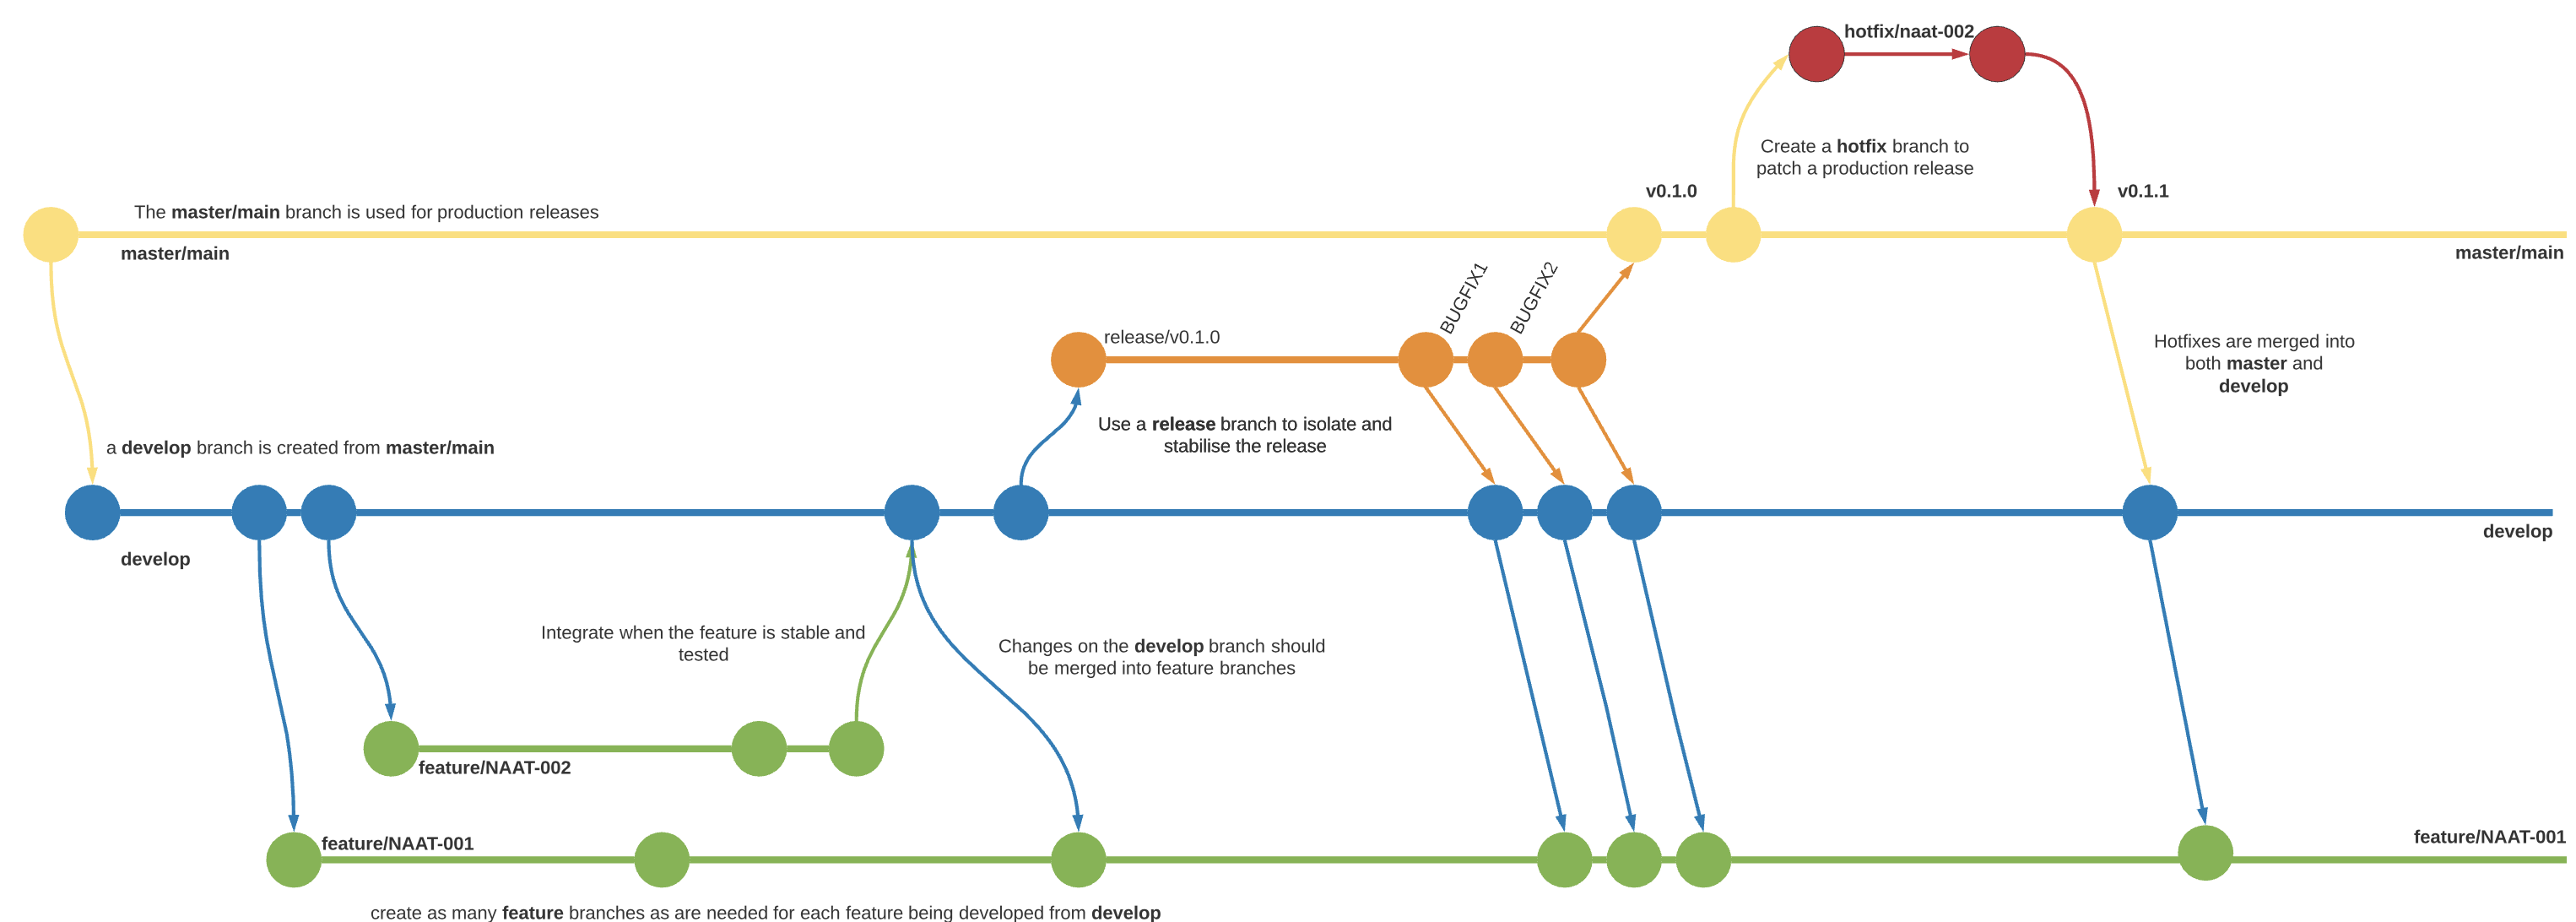 hotfix/naat-002
Create a hotfix branch to
patch a production release
v0.1.0
v0.1.1
The master/main branch is used for production releases
master/main
master/main
BUGFIX1
BUGFIX2
release/v0.1.0
Hotfixes are merged into
both master and
develop
Use a release branch to isolate and
stabilise the release
a develop branch is created from master/main
develop
develop
Integrate when the feature is stable and
tested
Changes on the develop branch should
be merged into feature branches
feature/NAAT-002
feature/NAAT-001
feature/NAAT-001
create as many feature branches as are needed for each feature being developed from develop